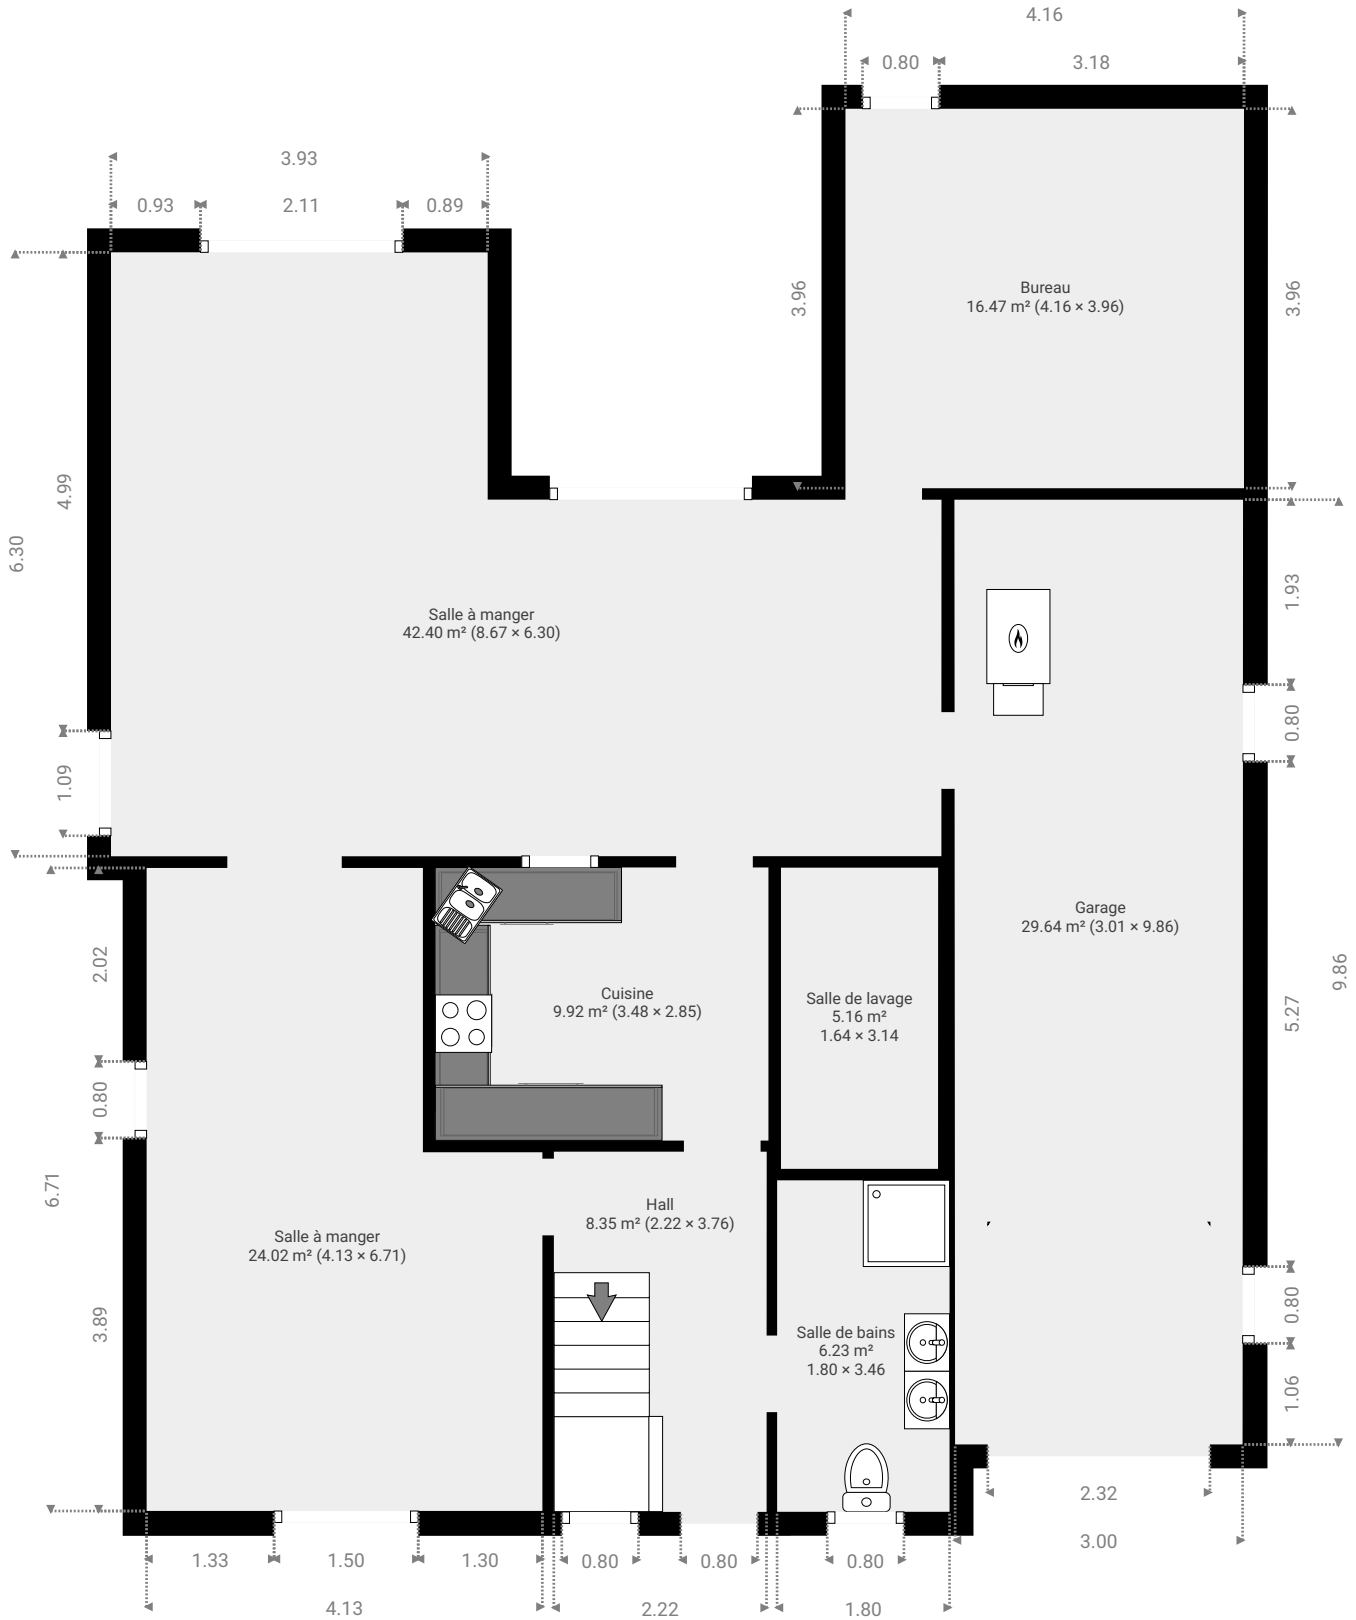 4.16
0.80
3.18
3.93
0.93
2.11
0.89
3.96
Bureau
16.47 m² (4.16 × 3.96)
3.96
4.99
6.30
1.93
Salle à manger
42.40 m² (8.67 × 6.30)
0.80
1.09
Garage
29.64 m² (3.01 × 9.86)
2.02
9.86
Cuisine
9.92 m² (3.48 × 2.85)
Salle de lavage
5.16 m²
1.64 × 3.14
5.27
0.80
6.71
Hall
8.35 m² (2.22 × 3.76)
Salle à manger
24.02 m² (4.13 × 6.71)
0.80
3.89
Salle de bains
6.23 m²
1.80 × 3.46
1.06
2.32
3.00
1.33
1.50
1.30
0.80
0.80
0.80
4.13
2.22
1.80